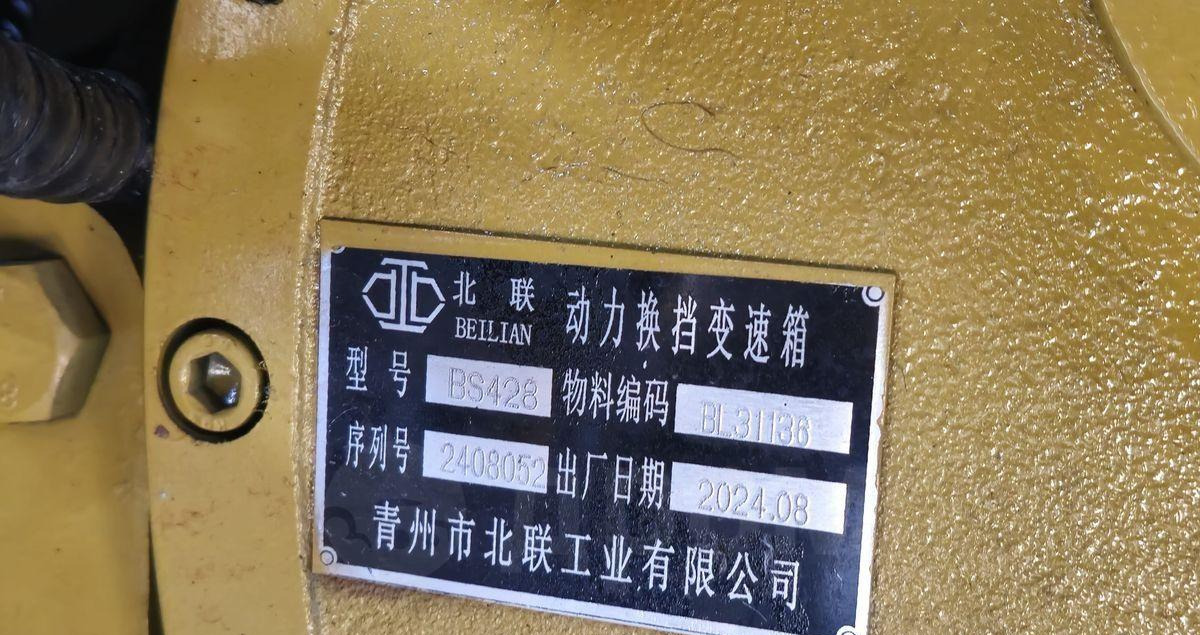 北联 动力换挡变速箱
BEILIAN
型号 BS428 物料编码 BL31136
序列号 2408052 出厂日期 2024.08
青州市北联工业有限公司